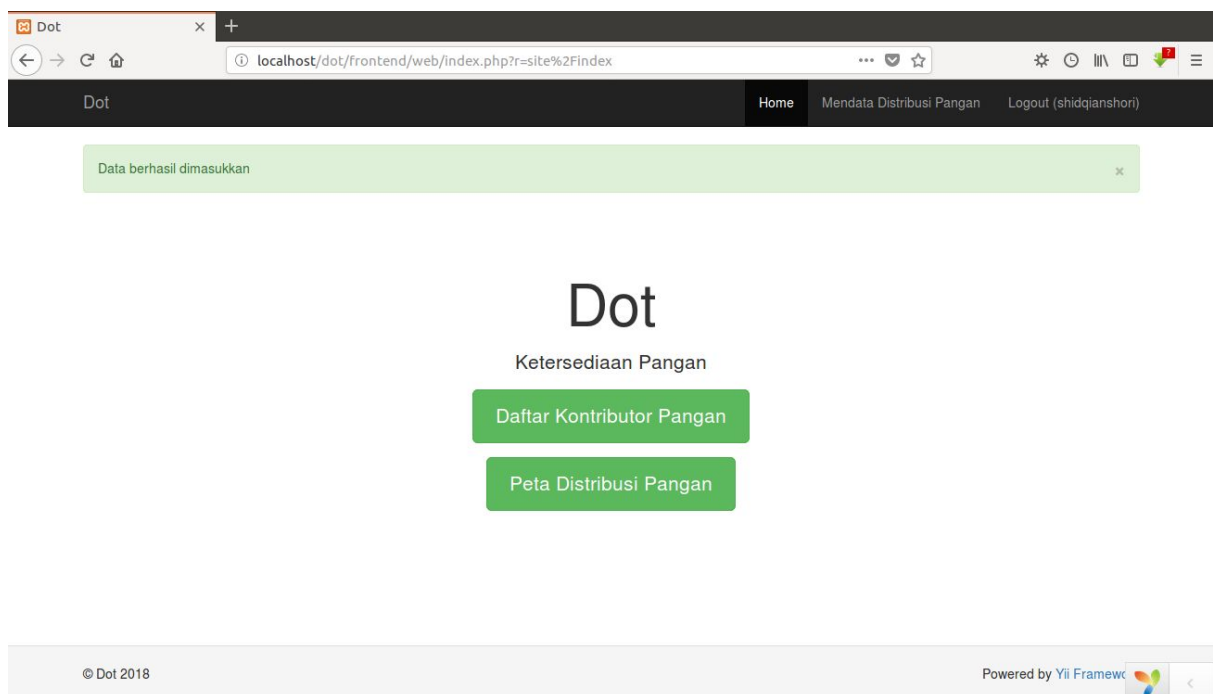 Dot
localhost/dot/frontend/web/index.php?r=site%2Findex
?
Dot
Home
Mendata Distribusi Pangan
Logout (shidqianshori)
Data berhasil dimasukkan
×
Dot
Ketersediaan Pangan
Daftar Kontributor Pangan
Peta Distribusi Pangan
© Dot 2018
Powered by Yii